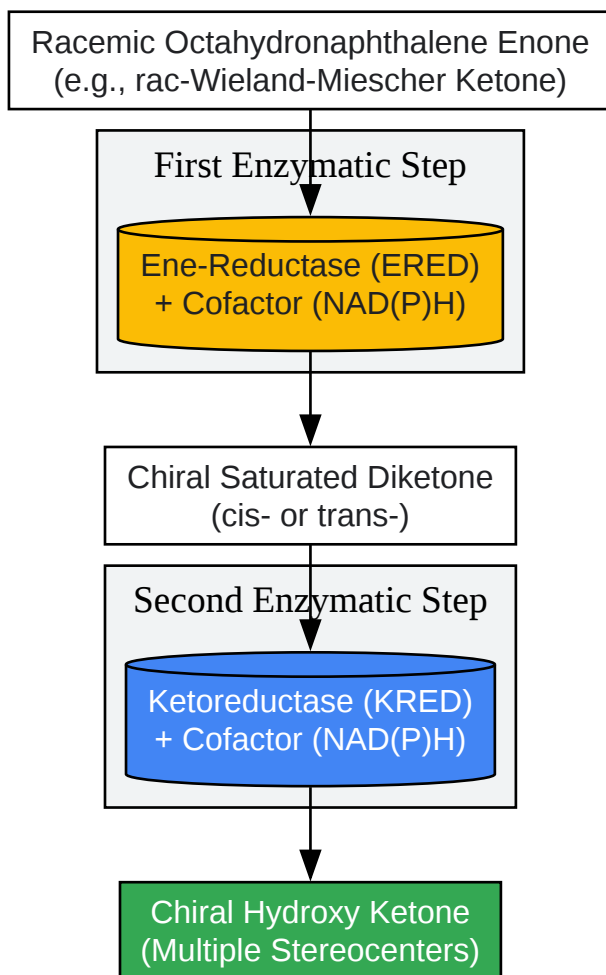 Racemic Octahydronaphthalene Enone
(e.g., rac-Wieland-Miescher Ketone)
First Enzymatic Step
Ene-Reductase (ERED)
+ Cofactor (NAD(P)H)
Chiral Saturated Diketone
(cis- or trans-)
Second Enzymatic Step
Ketoreductase (KRED)
+ Cofactor (NAD(P)H)
Chiral Hydroxy Ketone
(Multiple Stereocenters)